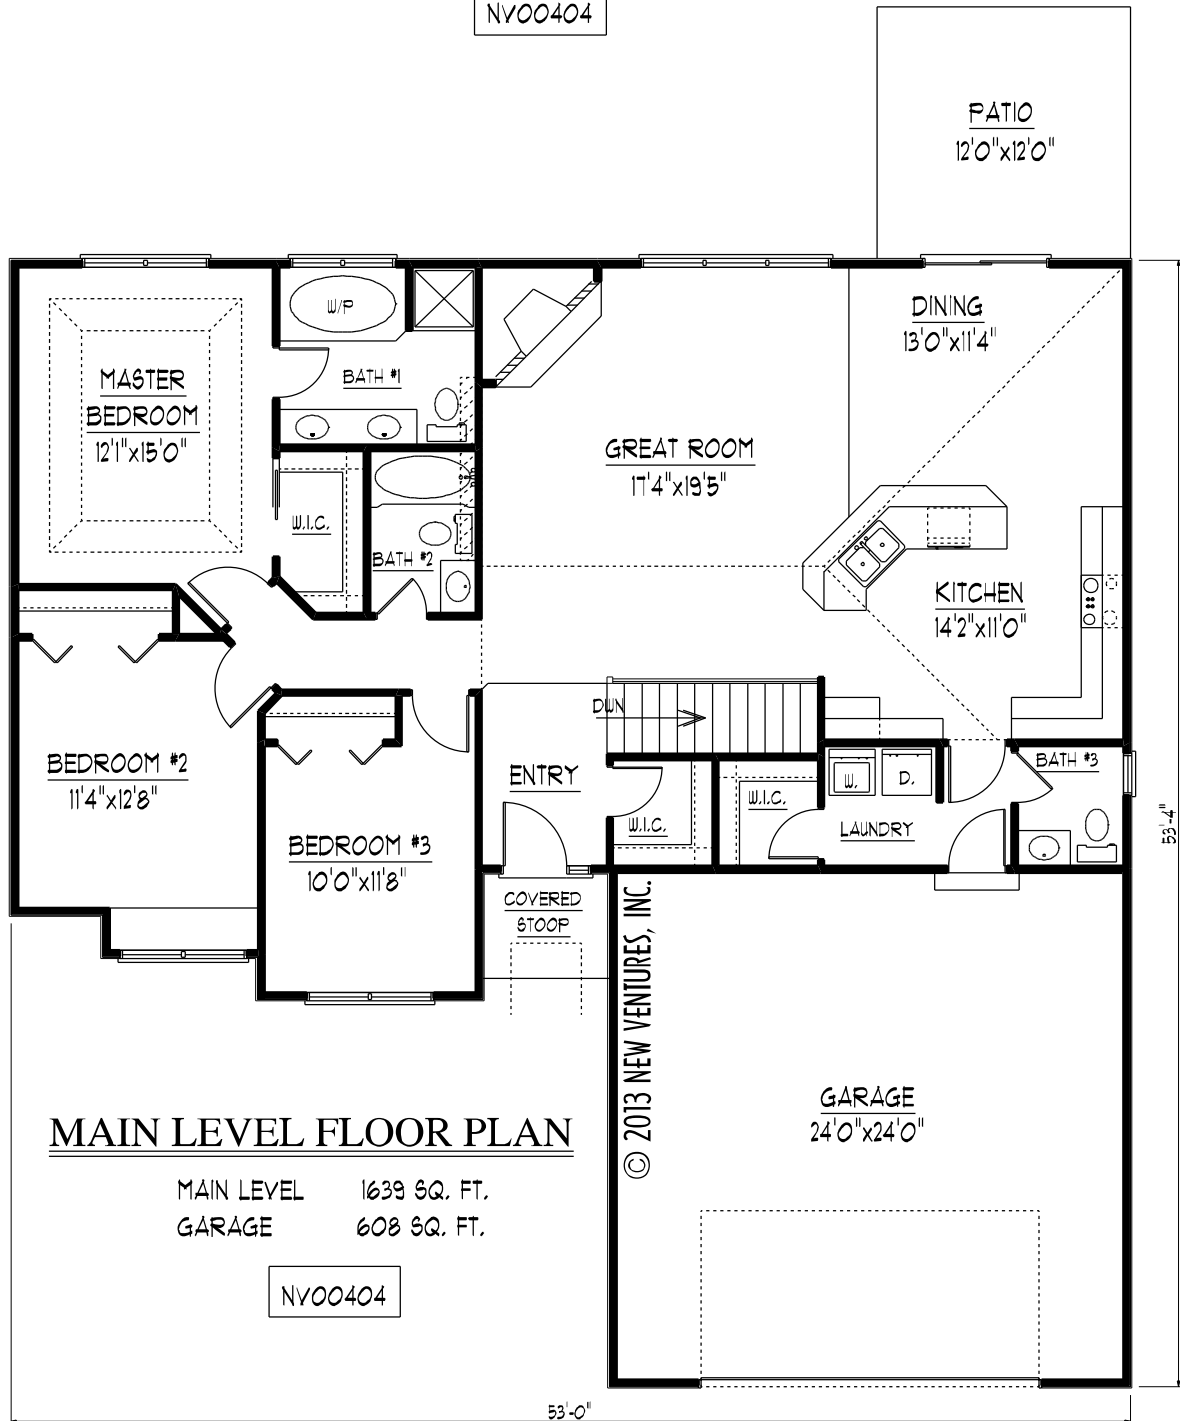 NV00404
PATIO
12'0"x12'0"
DINING
13'0"x11'4"
W/P
BATH #1
MASTER
BEDROOM
12'1"x15'0"
GREAT ROOM
17'4"x19'5"
W.I.C.
BATH #2
KITCHEN
14'2"x11'0"
DWN
BEDROOM #2
11'4"x12'8"
ENTRY
W.I.C.
W.I.C.
W.
D.
BATH #3
LAUNDRY
BEDROOM #3
10'0"x11'8"
COVERED
STOOP
53'-4"
© 2013 NEW VENTURES, INC.
GARAGE
24'0"x24'0"
MAIN LEVEL FLOOR PLAN
MAIN LEVEL 1639 SQ. FT.
GARAGE 608 SQ. FT.
NV00404
53'-0"